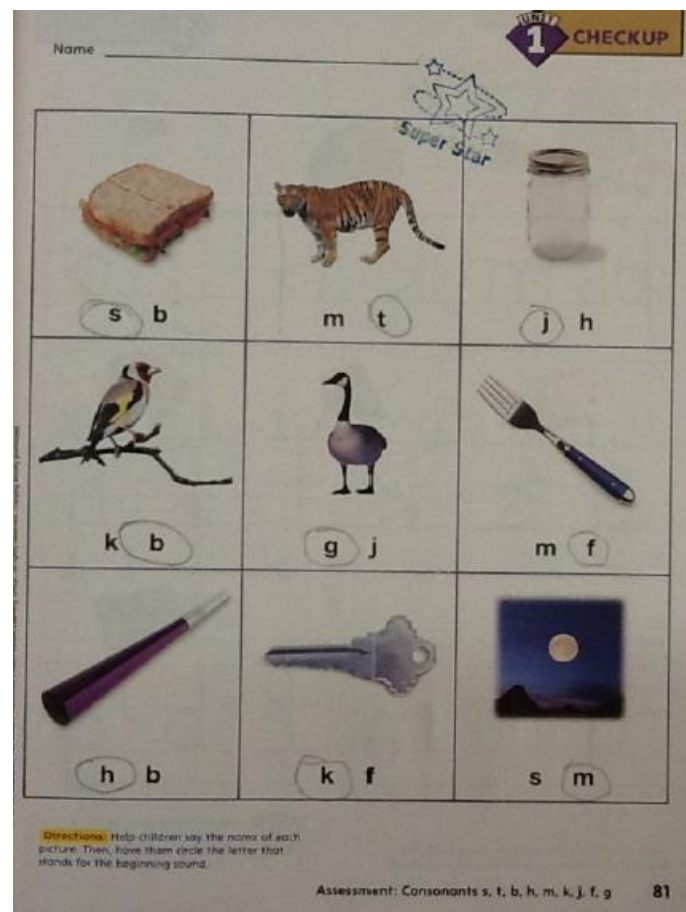 UNIT
1 CHECKUP
Name
Super Star
s b
m t
j h
k b
g j
m f
h b
k f
s m
Directions: Help children say the name of each
picture. Then, have them circle the letter that
stands for the beginning sound.
Assessment: Consonants s, t, b, h, m, k, j, f, g 81